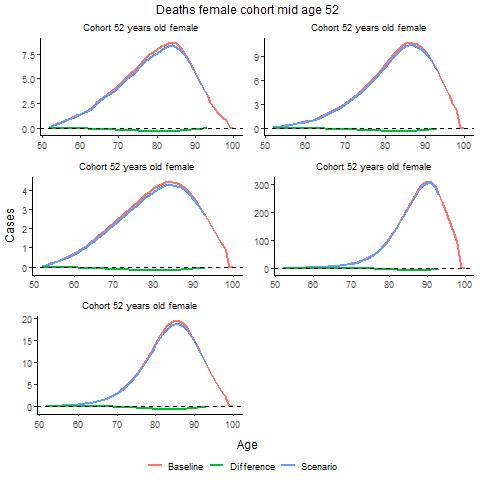 Deaths female cohort mid age 52
Cohort 52 years old female
Cohort 52 years old female
7.5
5.0
2.5
0.0
50 60 70 80 90 100
9
6
3
0
50 60 70 80 90 100
Cohort 52 years old female
Cohort 52 years old female
4
3
2
1
0
50 60 70 80 90 100
300
200
100
0
50 60 70 80 90 100
Cohort 52 years old female
20
15
10
5
0
50 60 70 80 90 100
Cases
Age
Baseline Difference Scenario